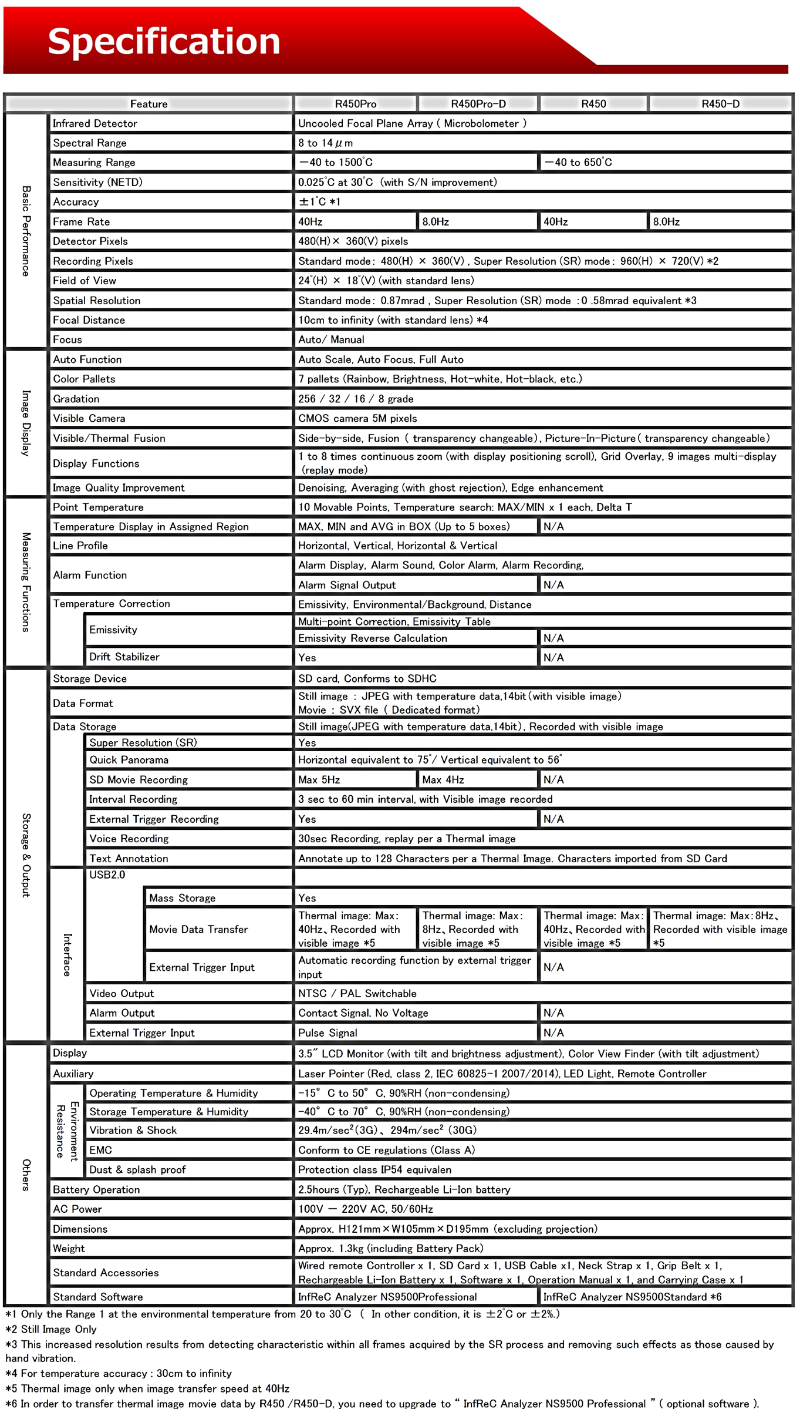 Specification
Feature R450Pro R450Pro-D R450 R450-D
Basic Performance
Infrared Detector Uncooled Focal Plane Array ( Microbolometer )
Spectral Range 8 to 14μm
Measuring Range −40 to 1500℃ −40 to 650℃
Sensitivity (NETD) 0.025℃ at 30℃ (with S/N improvement)
Accuracy ±1℃ *1
Frame Rate 40Hz 8.0Hz 40Hz 8.0Hz
Detector Pixels 480(H)× 360(V) pixels
Recording Pixels Standard mode: 480(H) × 360(V) , Super Resolution (SR) mode: 960(H) × 720(V) *2
Field of View 24°(H) × 18°(V) (with standard lens)
Spatial Resolution Standard mode: 0.87mrad , Super Resolution (SR) mode :0 .58mrad equivalent *3
Focal Distance 10cm to infinity (with standard lens) *4
Focus Auto/ Manual
Image Display
Auto Function Auto Scale, Auto Focus, Full Auto
Color Pallets 7 pallets (Rainbow, Brightness, Hot-white, Hot-black, etc.)
Gradation 256 / 32 / 16 / 8 grade
Visible Camera CMOS camera 5M pixels
Visible/Thermal Fusion Side-by-side, Fusion ( transparency changeable), Picture-In-Picture( transparency changeable)
Display Functions 1 to 8 times continuous zoom (with display positioning scroll), Grid Overlay, 9 images multi-display
(replay mode)
Image Quality Improvement Denoising, Averaging (with ghost rejection), Edge enhancement
Measuring Functions
Point Temperature 10 Movable Points, Temperature search: MAX/MIN x 1 each, Delta T
Temperature Display in Assigned Region MAX, MIN and AVG in BOX (Up to 5 boxes) N/A
Line Profile Horizontal, Vertical, Horizontal & Vertical
Alarm Function Alarm Display, Alarm Sound, Color Alarm, Alarm Recording,
Alarm Signal Output N/A
Temperature Correction Emissivity, Environmental/Background, Distance
Emissivity Multi-point Correction, Emissivity Table
Emissivity Reverse Calculation N/A
Drift Stabilizer Yes N/A
Storage & Output
Storage Device SD card, Conforms to SDHC
Data Format Still image : JPEG with temperature data,14bit(with visible image)
Movie : SVX file ( Dedicated format)
Data Storage Still image(JPEG with temperature data,14bit), Recorded with visible image
Super Resolution (SR) Yes
Quick Panorama Horizontal equivalent to 75°/ Vertical equivalent to 56°
SD Movie Recording Max 5Hz Max 4Hz N/A
Interval Recording 3 sec to 60 min interval, with Visible image recorded
External Trigger Recording Yes N/A
Voice Recording 30sec Recording, replay per a Thermal image
Text Annotation Annotate up to 128 Characters per a Thermal Image. Characters imported from SD Card
Interface
USB2.0
Mass Storage Yes
Movie Data Transfer Thermal image: Max: 40Hz、Recorded with visible image *5 Thermal image: Max: 8Hz、Recorded with visible image *5 Thermal image: Max: 40Hz、Recorded with visible image *5 Thermal image: Max:8Hz、 Recorded with visible image *5
External Trigger Input Automatic recording function by external trigger
input N/A
Video Output NTSC / PAL Switchable
Alarm Output Contact Signal, No Voltage N/A
External Trigger Input Pulse Signal N/A
Others
Display 3.5″ LCD Monitor (with tilt and brightness adjustment), Color View Finder (with tilt adjustment)
Auxiliary Laser Pointer (Red, class 2, IEC 60825-1 2007/2014), LED Light, Remote Controller
Environment Resistance
Operating Temperature & Humidity -15° C to 50° C, 90%RH (non-condensing)
Storage Temperature & Humidity -40° C to 70° C, 90%RH (non-condensing)
Vibration & Shock 29.4m/sec²(3G)、294m/sec² (30G)
EMC Conform to CE regulations (Class A)
Dust & splash proof Protection class IP54 equivalen
Battery Operation 2.5hours (Typ), Rechargeable Li-Ion battery
AC Power 100V − 220V AC, 50/60Hz
Dimensions Approx. H121mm×W105mm×D195mm (excluding projection)
Weight Approx. 1.3kg (including Battery Pack)
Standard Accessories Wired remote Controller x 1, SD Card x 1, USB Cable x1, Neck Strap x 1, Grip Belt x 1,
Rechargeable Li-Ion Battery x 1, Software x 1, Operation Manual x 1, and Carrying Case x 1
Standard Software InfReC Analyzer NS9500Professional InfReC Analyzer NS9500Standard *6
*1 Only the Range 1 at the environmental temperature from 20 to 30℃ ( In other condition, it is ±2℃ or ±2%.)
*2 Still Image Only
*3 This increased resolution results from detecting characteristic within all frames acquired by the SR process and removing such effects as those caused by
hand vibration.
*4 For temperature accuracy : 30cm to infinity
*5 Thermal image only when image transfer speed at 40Hz
*6 In order to transfer thermal image movie data by R450 /R450-D, you need to upgrade to “ InfReC Analyzer NS9500 Professional ” ( optional software ).